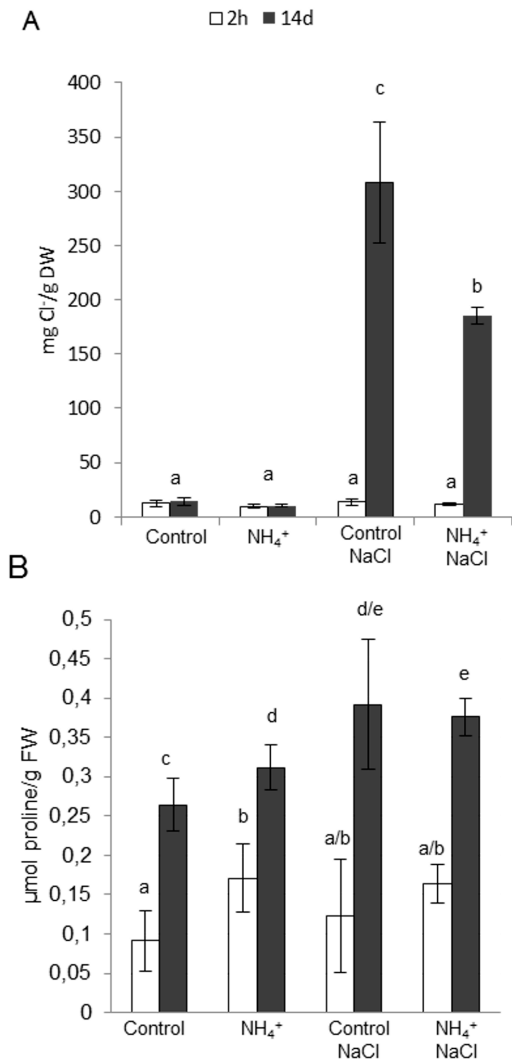 A
2h 14d
mg Cl⁻/g DW
400
350
300
250
200
150
100
50
0
a
a
a
c
a
b
Control
NH₄⁺
Control
NaCl
NH₄⁺
NaCl
B
µmol proline/g FW
0,5
0,45
0,4
0,35
0,3
0,25
0,2
0,15
0,1
0,05
0
a
c
b
d
a/b
d/e
a/b
e
Control
NH₄⁺
Control
NaCl
NH₄⁺
NaCl